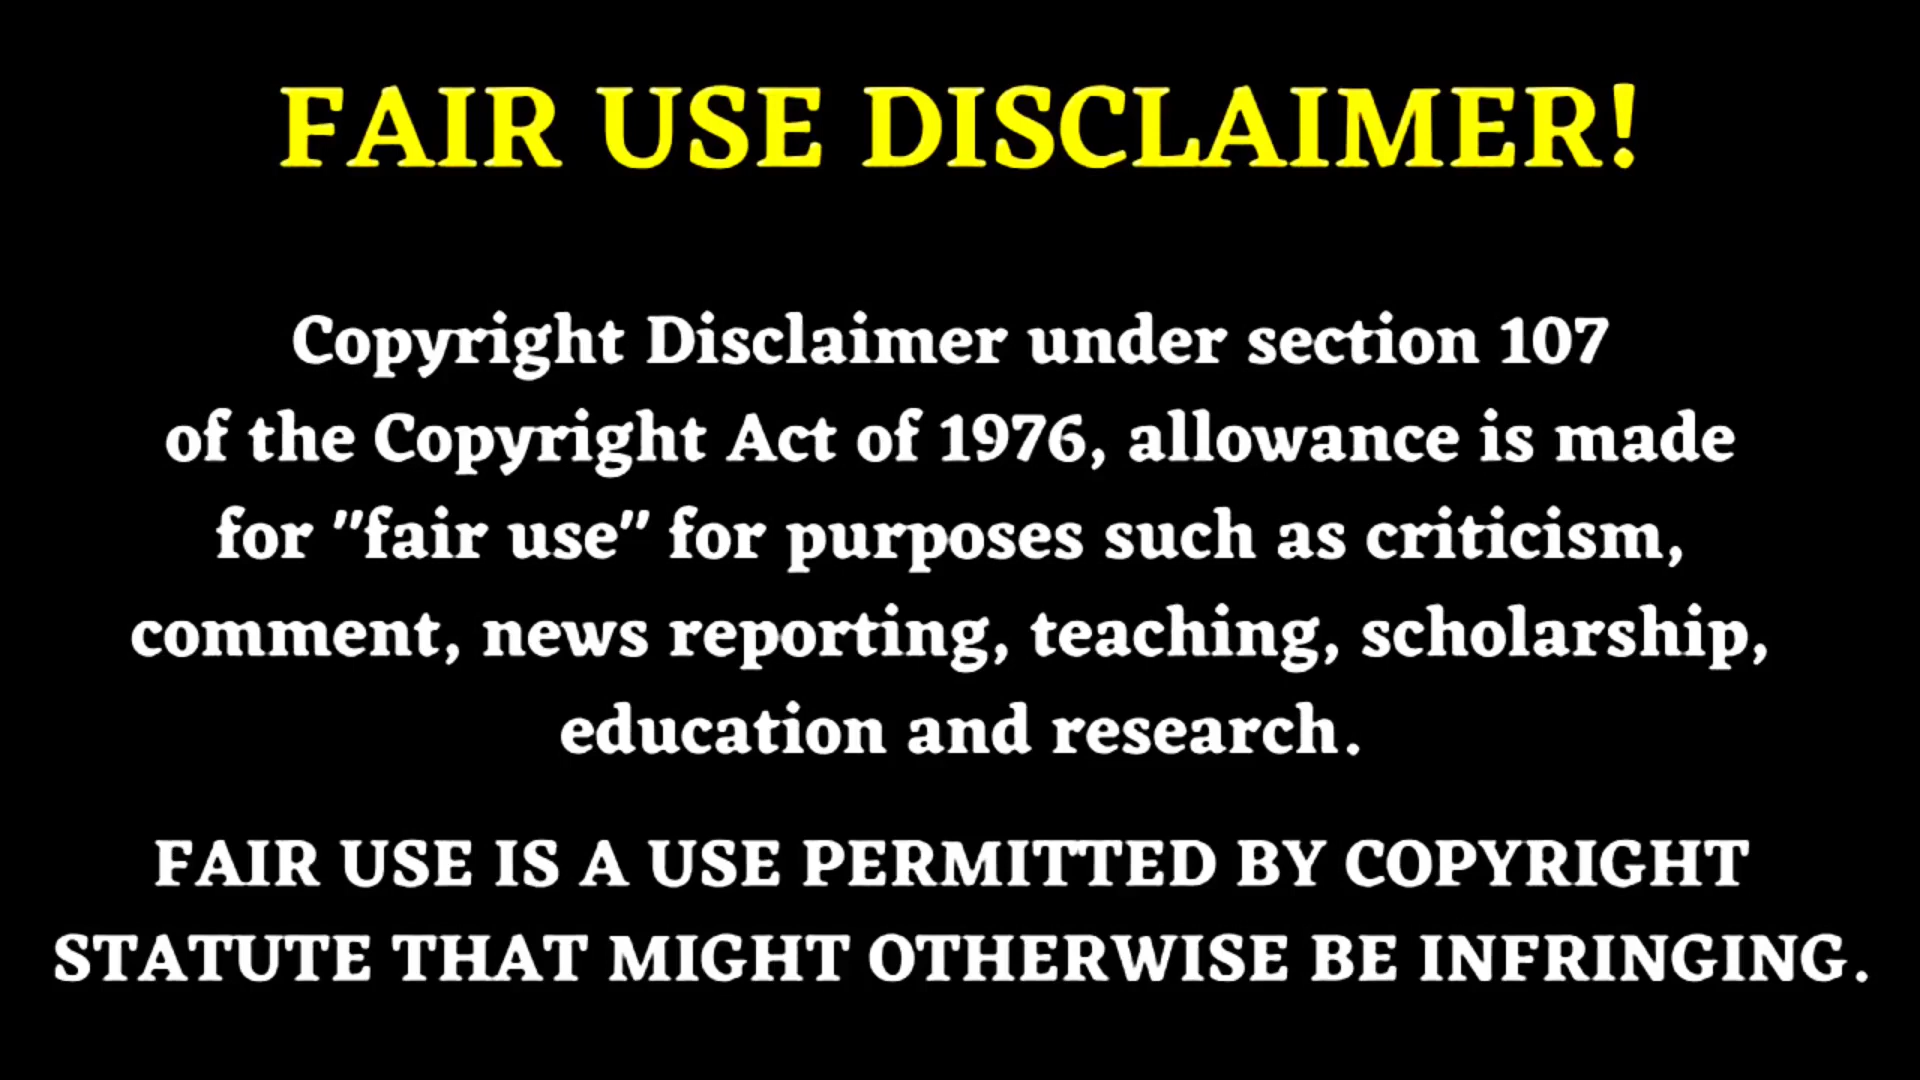 FAIR USE DISCLAIMER!
Copyright Disclaimer under section 107
of the Copyright Act of 1976, allowance is made
for "fair use" for purposes such as criticism,
comment, news reporting, teaching, scholarship,
education and research.
FAIR USE IS A USE PERMITTED BY COPYRIGHT
STATUTE THAT MIGHT OTHERWISE BE INFRINGING.